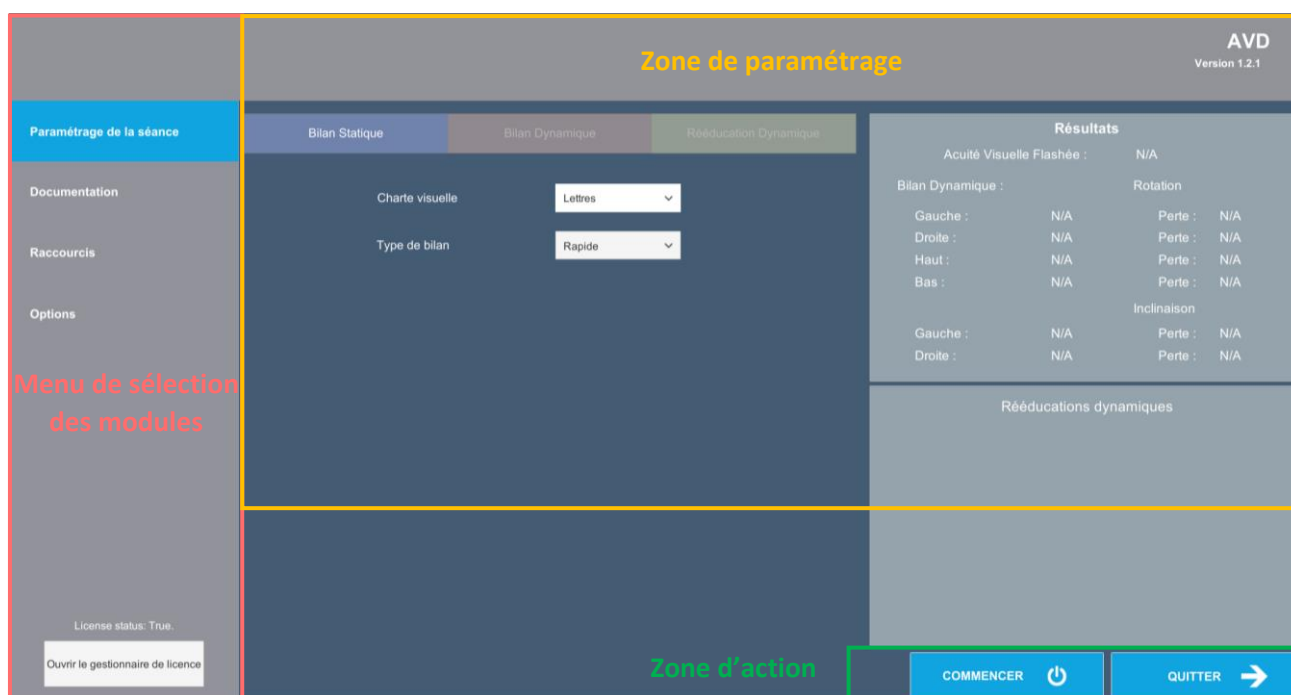 Zone de paramétrage
AVD
Version 1.2.1
Paramétrage de la séance
Documentation
Raccourcis
Options
Menu de sélection
des modules
License status: True.
Ouvrir le gestionnaire de licence
Bilan Statique
Bilan Dynamique
Rééducation Dynamique
Charte visuelle
Lettres
Type de bilan
Rapide
Résultats
Acuité Visuelle Flashée : N/A
Bilan Dynamique : Rotation
Gauche : N/A Perte : N/A
Droite : N/A Perte : N/A
Haut : N/A Perte : N/A
Bas : N/A Perte : N/A
Inclinaison
Gauche : N/A Perte : N/A
Droite : N/A Perte : N/A
Rééducations dynamiques
Zone d’action
COMMENCER
QUITTER